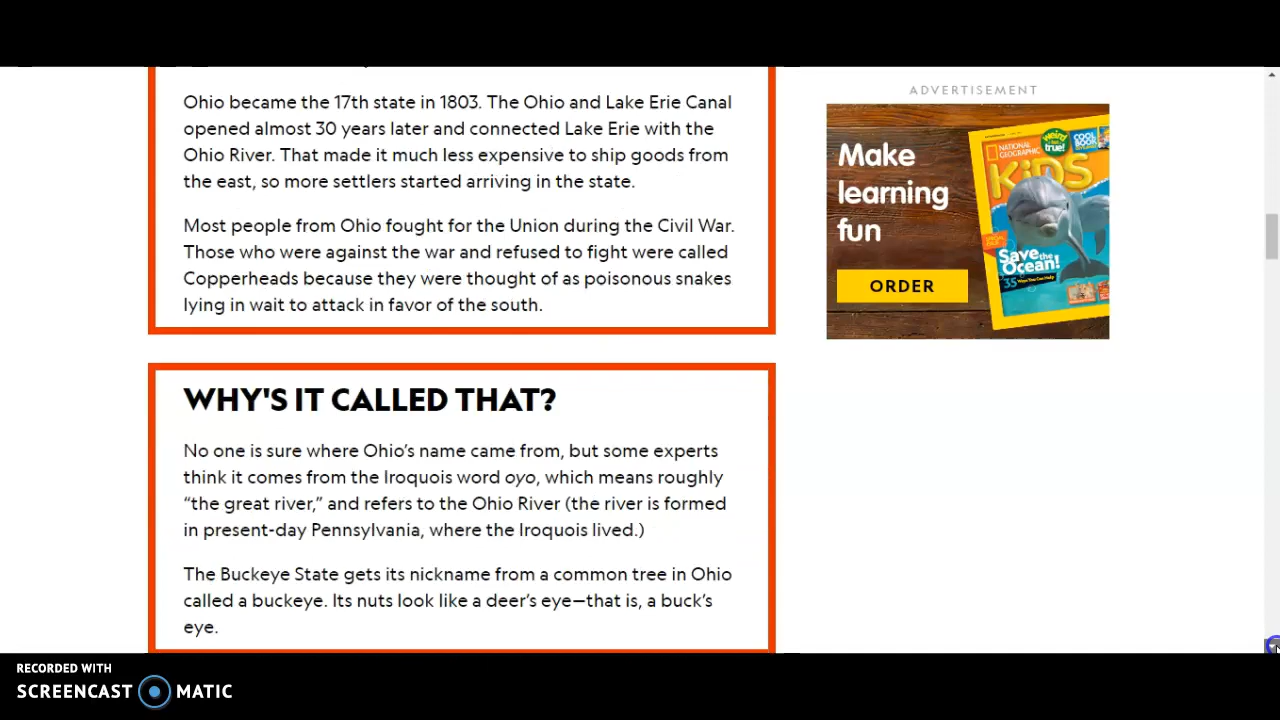 Ohio became the 17th state in 1803. The Ohio and Lake Erie Canal
opened almost 30 years later and connected Lake Erie with the
Ohio River. That made it much less expensive to ship goods from
the east, so more settlers started arriving in the state.
Most people from Ohio fought for the Union during the Civil War.
Those who were against the war and refused to fight were called
Copperheads because they were thought of as poisonous snakes
lying in wait to attack in favor of the south.
WHY'S IT CALLED THAT?
No one is sure where Ohio's name came from, but some experts
think it comes from the Iroquois word oyo, which means roughly
“the great river,” and refers to the Ohio River (the river is formed
in present-day Pennsylvania, where the Iroquois lived.)
The Buckeye State gets its nickname from a common tree in Ohio
called a buckeye. Its nuts look like a deer's eye—that is, a buck's
eye.
ADVERTISEMENT
Make
learning
fun
ORDER
NATIONAL
GEOGRAPHIC
KiDS
weird
but
true!
COOL
BOOK
Save the
Ocean!
35
RECORDED WITH
SCREENCAST MATIC